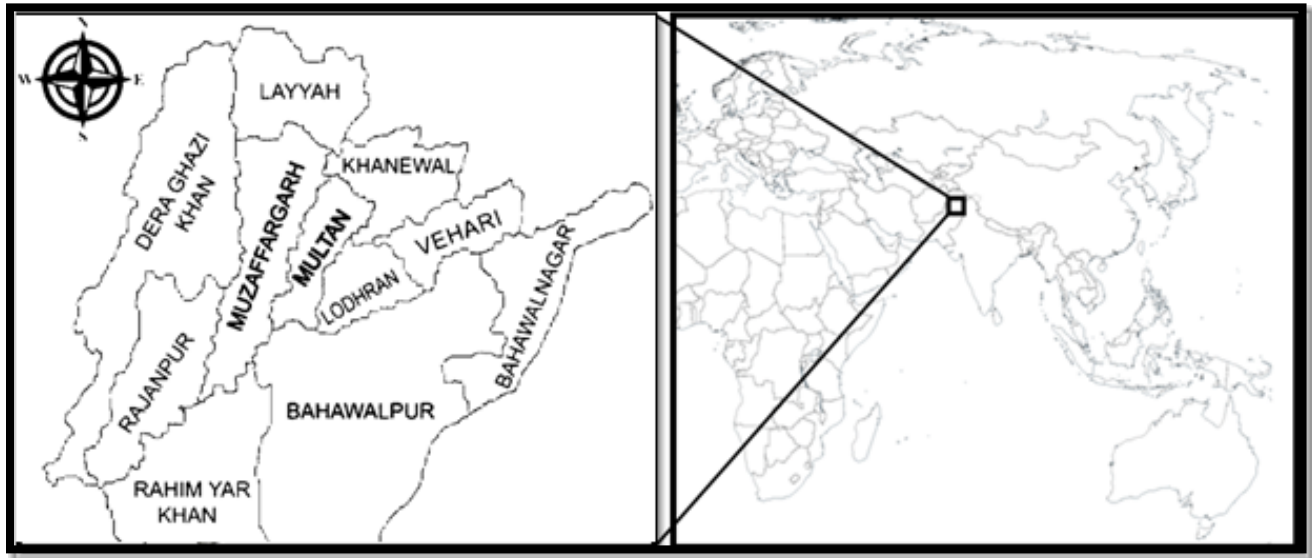 N
W
E
S
LAYYAH
DERA GHAZI
KHAN
KHANEWAL
MUZAFFARGARH
MULTAN
VEHARI
LODHRAN
BAHAWALNAGAR
RAJANPUR
BAHAWALPUR
RAHIM YAR
KHAN